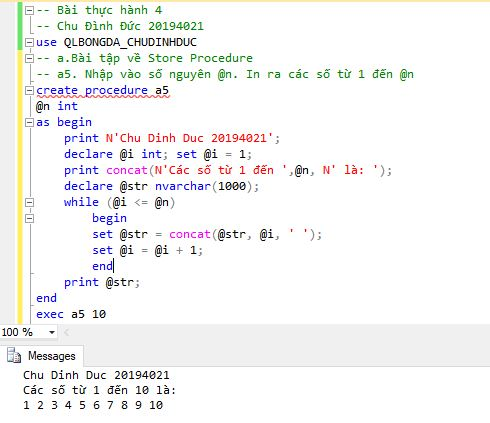 -- Bài thực hành 4
-- Chu Đình Đức 20194021
use QLBONGDA_CHUDINHDUC
-- a.Bài tập về Store Procedure
-- a5. Nhập vào số nguyên @n. In ra các số từ 1 đến @n
create procedure a5
@n int
as begin
print N'Chu Dinh Duc 20194021';
declare @i int; set @i = 1;
print concat(N'Các số từ 1 đến ',@n, N' là: ');
declare @str nvarchar(1000);
while (@i <= @n)
begin
set @str = concat(@str, @i, ' ');
set @i = @i + 1;
end
print @str;
end
exec a5 10
100 %
Messages
Chu Dinh Duc 20194021
Các số từ 1 đến 10 là:
1 2 3 4 5 6 7 8 9 10